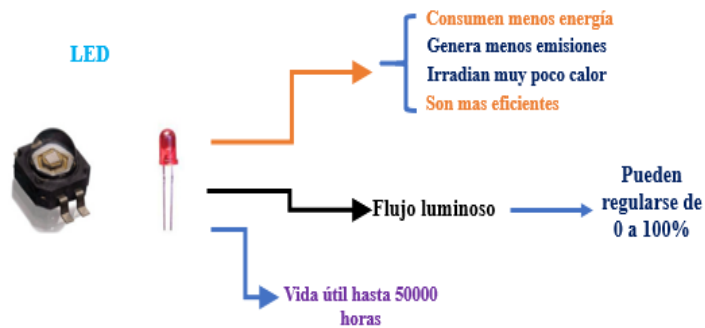 LED
Consumen menos energía
Genera menos emisiones
Irradian muy poco calor
Son mas eficientes
Flujo luminoso
Pueden
regularse de
0 a 100%
Vida útil hasta 50000
horas